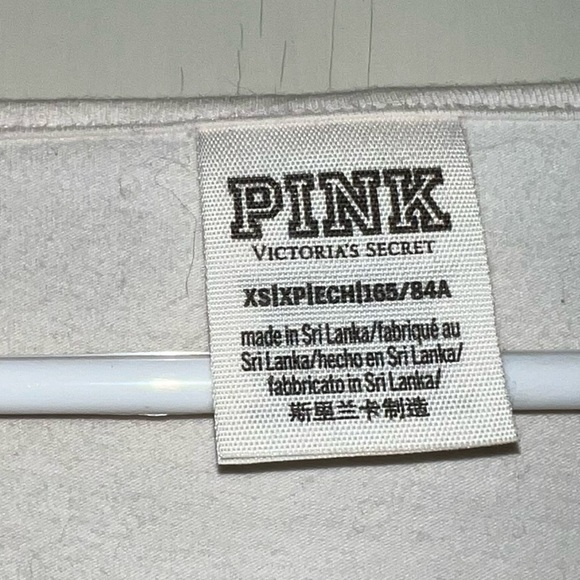 PINK
VICTORIA'S SECRET
XS|XP|ECH|165/84A
made in Sri Lanka/fabriqué au
Sri Lanka/hecho en Sri Lanka/
fabbricato in Sri Lanka/
斯里兰卡制造